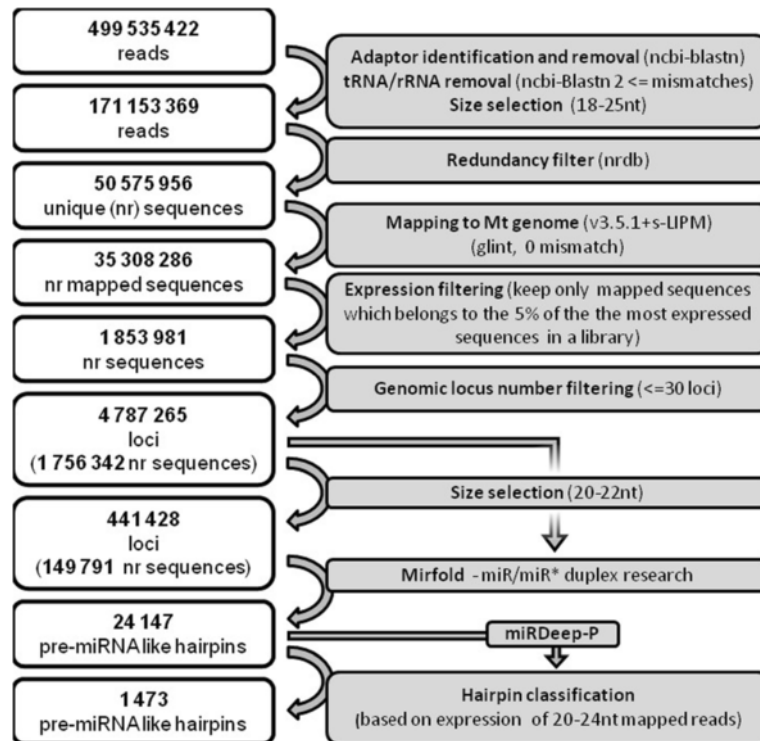 499 535 422
reads
Adaptor identification and removal (ncbi-blastn)
tRNA/rRNA removal (ncbi-Blastn 2 <= mismatches)
Size selection (18-25nt)
171 153 369
reads
Redundancy filter (nrdb)
50 575 956
unique (nr) sequences
Mapping to Mt genome (v3.5.1+s-LIPM)
(glint, 0 mismatch)
35 308 286
nr mapped sequences
Expression filtering (keep only mapped sequences
which belongs to the 5% of the the most expressed
sequences in a library)
1 853 981
nr sequences
Genomic locus number filtering (<=30 loci)
4 787 265
loci
(1 756 342 nr sequences)
Size selection (20-22nt)
441 428
loci
(149 791 nr sequences)
Mirfold - miR/miR* duplex research
24 147
pre-miRNA like hairpins
miRDeep-P
Hairpin classification
(based on expression of 20-24nt mapped reads)
1 473
pre-miRNA like hairpins